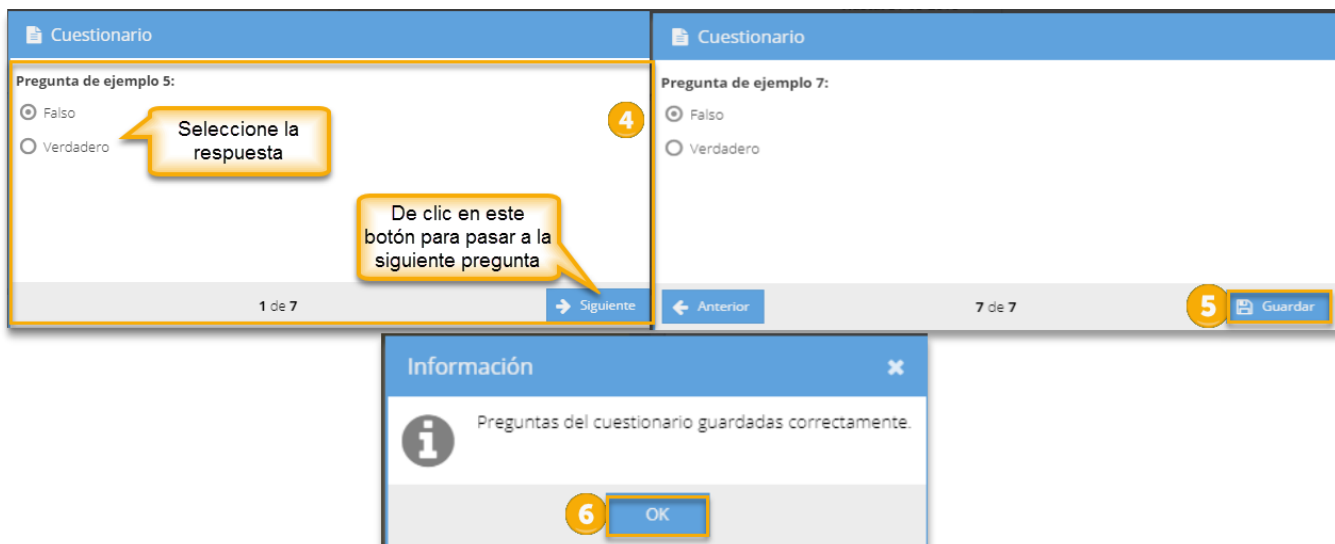 Cuestionario
Pregunta de ejemplo 5:
Falso
Verdadero
Seleccione la
respuesta
4
De clic en este
botón para pasar a la
siguiente pregunta
1 de 7
Siguiente
Cuestionario
Pregunta de ejemplo 7:
Falso
Verdadero
Anterior
7 de 7
5
Guardar
Información
Preguntas del cuestionario guardadas correctamente.
6
OK